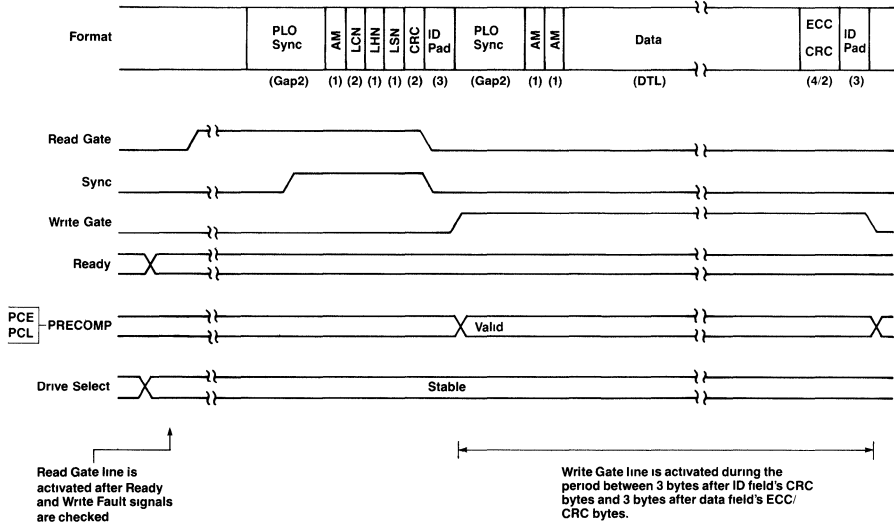 Format
PLO Sync
AM
LCN
LHN
LSN
CRC
ID Pad
PLO Sync
AM
AM
Data
ECC CRC
ID Pad
(Gap2) (1) (2) (1) (1) (2) (3) (Gap2) (1) (1) (DTL) (4/2) (3)
Read Gate
Sync
Write Gate
Ready
PCE
PCL
PRECOMP
Valid
Drive Select
Stable
Read Gate line is
activated after Ready
and Write Fault signals
are checked
Write Gate line is activated during the
period between 3 bytes after ID field's CRC
bytes and 3 bytes after data field's ECC/
CRC bytes.